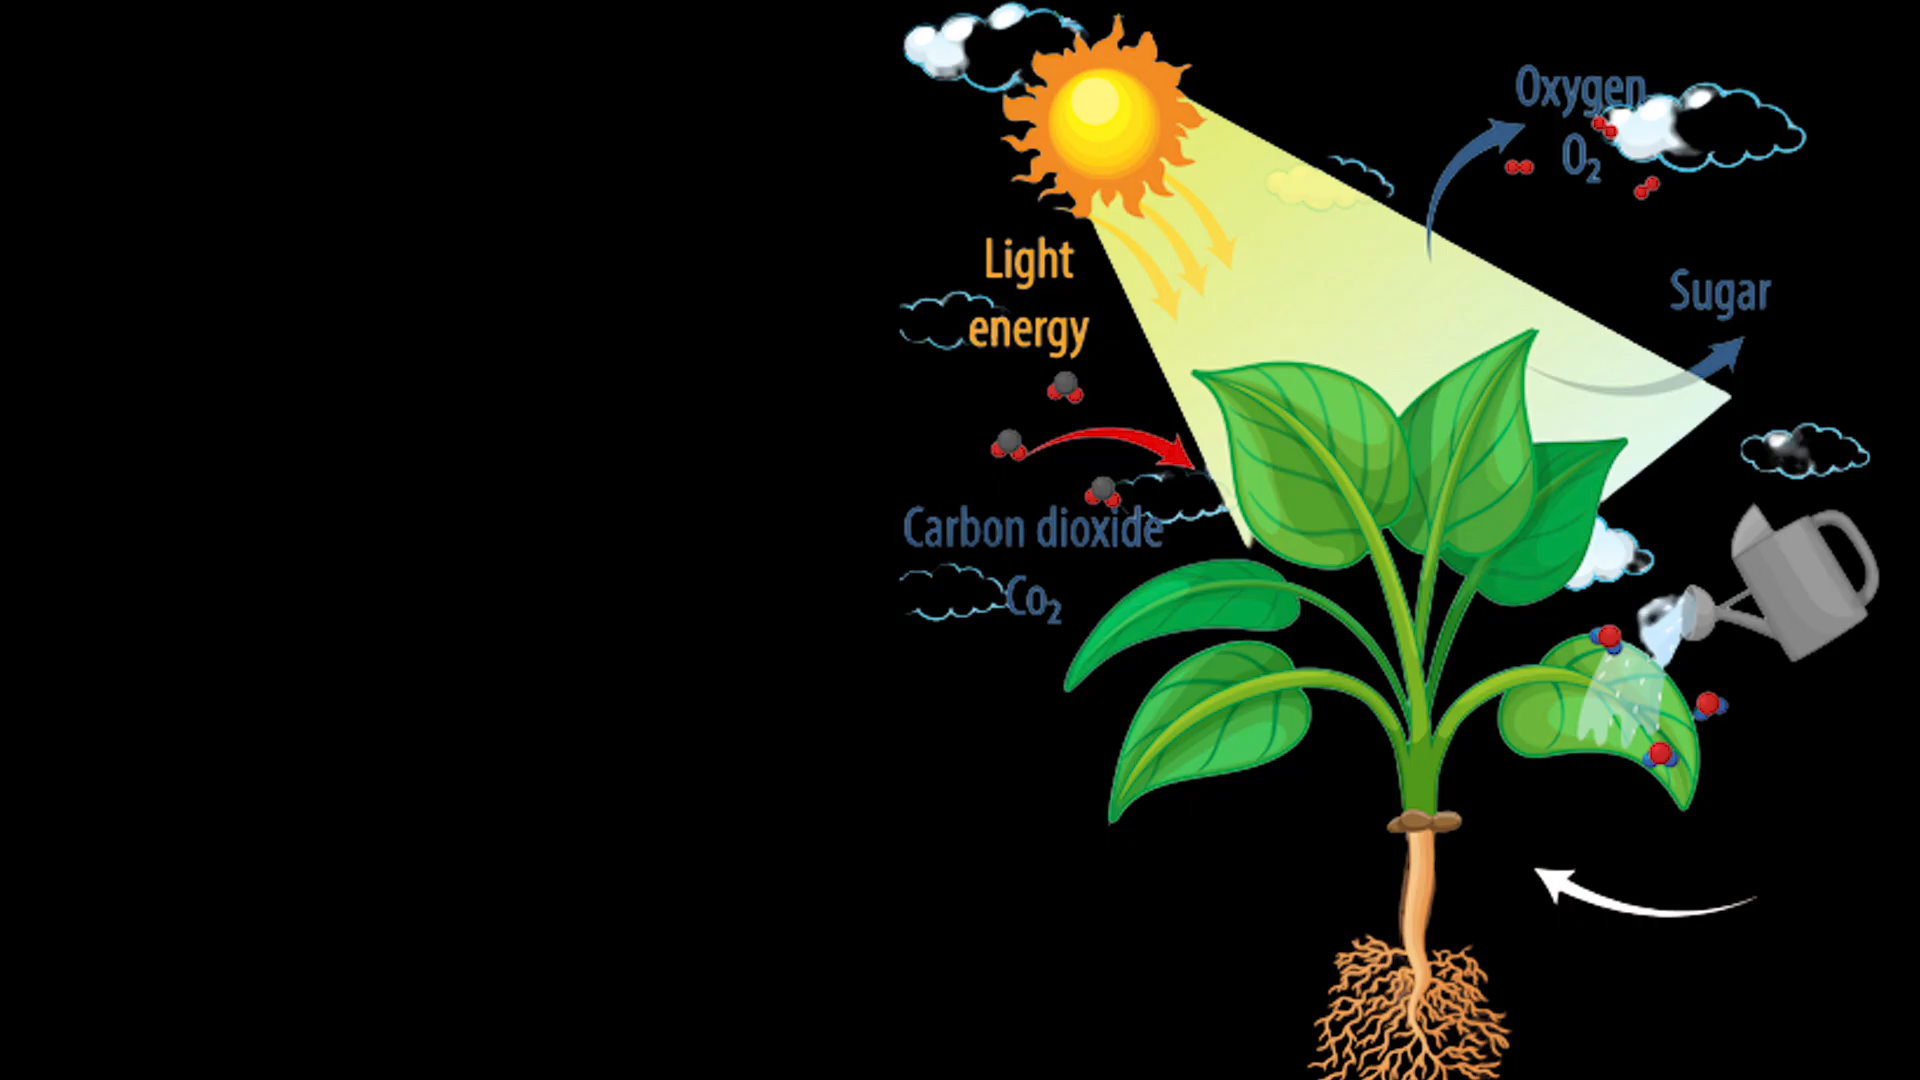 Oxygen
O₂
Light
energy
Sugar
Carbon dioxide
Co₂